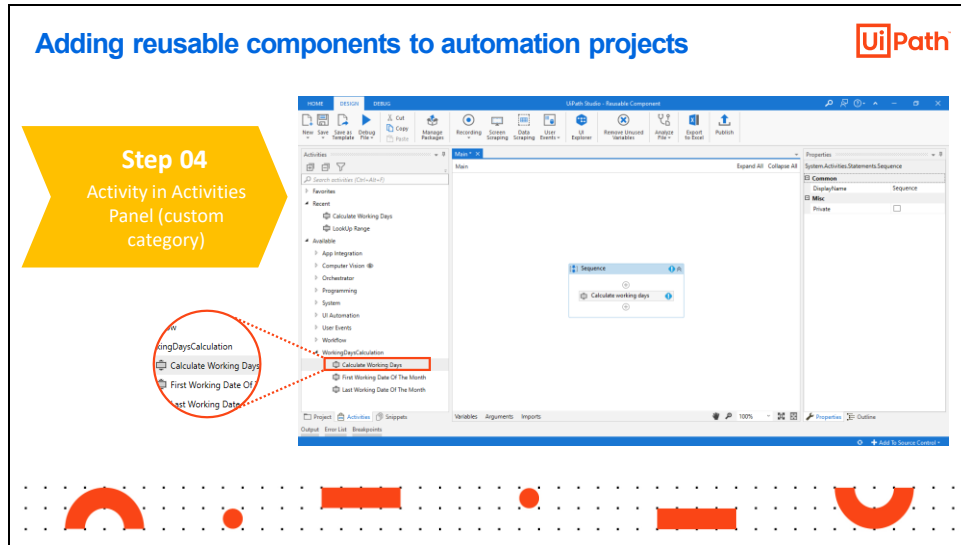 Adding reusable components to automation projects
UiPath
Step 04
Activity in Activities
Panel (custom
category)
HOME DESIGN DEBUG
UiPath Studio - Reusable Component
New Save Save as Template Debug File
Cut
Copy
Paste
Manage Packages
Recording Screen Scraping Data Scraping User Events
UI Explorer
Remove Unused Variables
Analyze File
Export to Excel
Publish
Activities
Search activities (Ctrl+Alt+F)
Favorites
Recent
Calculate Working Days
LookUp Range
Available
App Integration
Computer Vision
Orchestrator
Programming
System
UI Automation
User Events
Workflow
WorkingDaysCalculation
Calculate Working Days
First Working Date Of The Month
Last Working Date Of The Month
Main * ×
Main
Expand All Collapse All
Sequence
Calculate working days
Properties
System.Activities.Statements.Sequence
Common
DisplayName Sequence
Misc
Private
ow
kingDaysCalculation
Calculate Working Days
First Working Date Of T
Last Working Date
Project Activities Snippets
Variables Arguments Imports
100%
Properties Outline
Output Error List Breakpoints
Add To Source Control